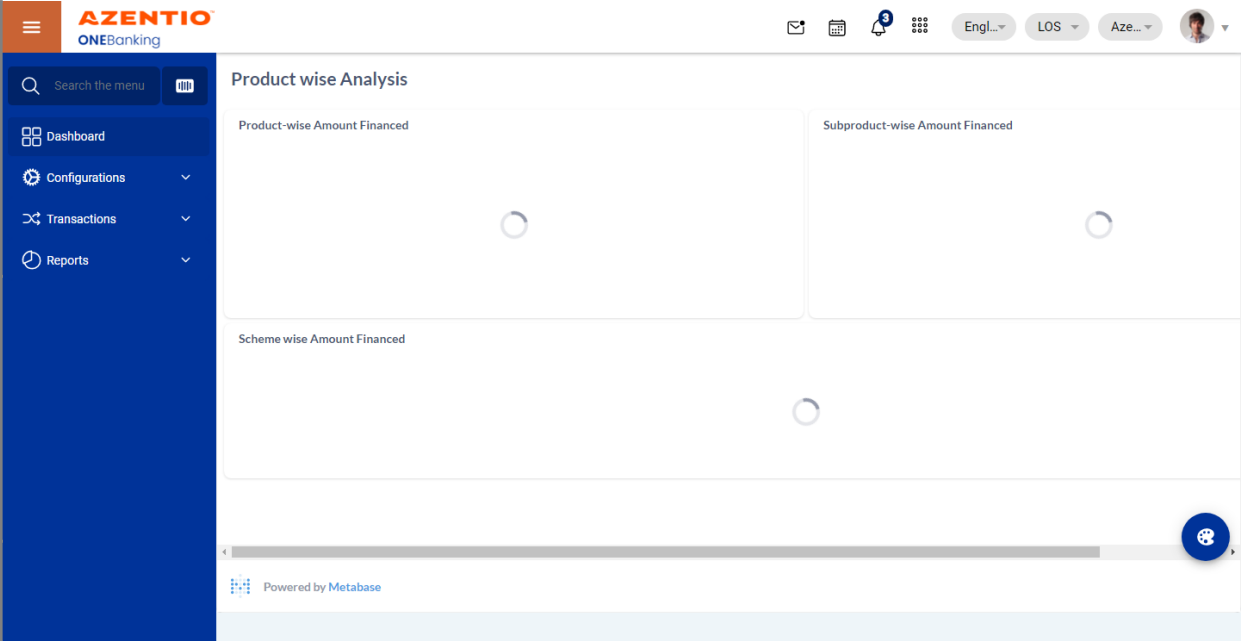 AZENTIO™
ONEBanking
3
Engl...
LOS
Aze...
Search the menu
Dashboard
Configurations
Transactions
Reports
Product wise Analysis
Product-wise Amount Financed
Subproduct-wise Amount Financed
Scheme wise Amount Financed
Powered by Metabase